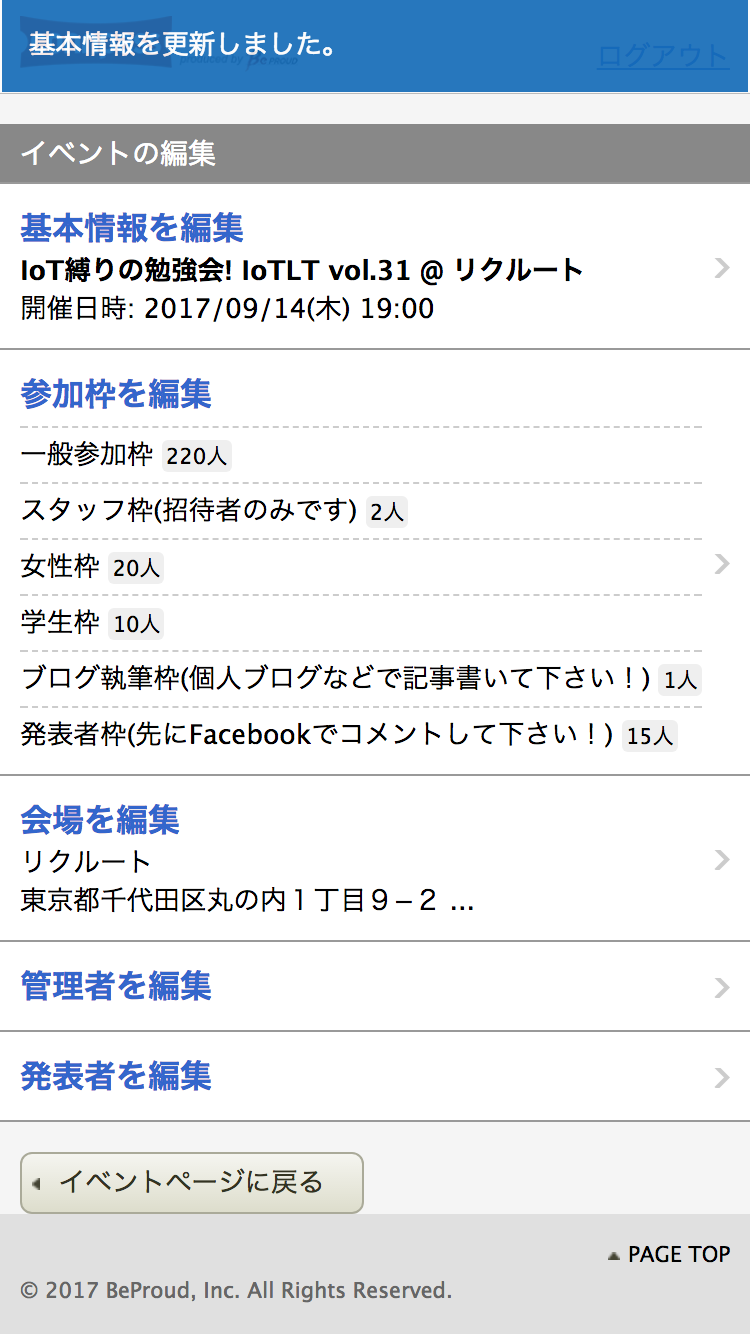 基本情報を更新しました。
produced by Be PROUD
ログアウト
イベントの編集
基本情報を編集
IoT縛りの勉強会! IoTLT vol.31 @ リクルート
開催日時: 2017/09/14(木) 19:00
参加枠を編集
一般参加枠 220人
スタッフ枠(招待者のみです) 2人
女性枠 20人
学生枠 10人
ブログ執筆枠(個人ブログなどで記事書いて下さい！) 1人
発表者枠(先にFacebookでコメントして下さい！) 15人
会場を編集
リクルート
東京都千代田区丸の内１丁目９−２ ...
管理者を編集
発表者を編集
イベントページに戻る
PAGE TOP
© 2017 BeProud, Inc. All Rights Reserved.